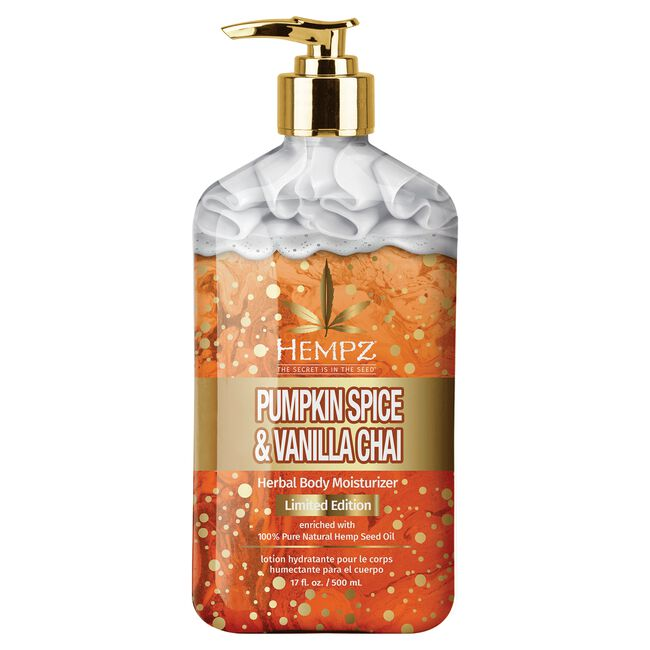 HEMPZ
THE SECRET IS IN THE SEED®
PUMPKIN SPICE
& VANILLA CHAI
Herbal Body Moisturizer
Limited Edition
enriched with
100% Pure Natural Hemp Seed Oil
lotion hydratante pour le corps
humectante para el cuerpo
17 fl. oz. / 500 mL